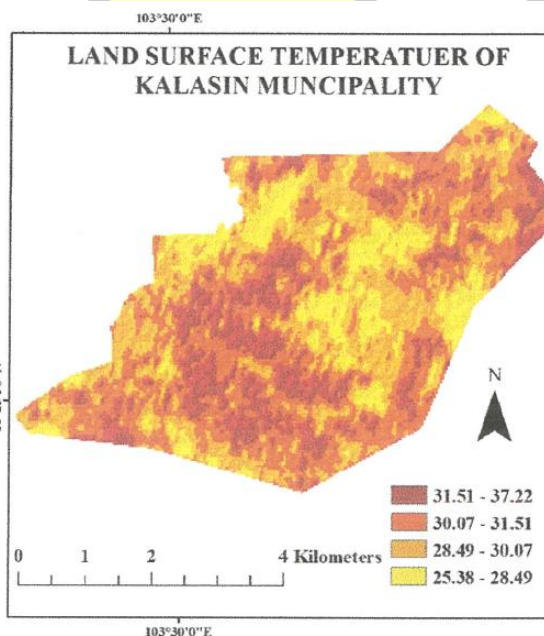 103°30'0"E
LAND SURFACE TEMPERATUER OF
KALASIN MUNCIPALITY
N
31.51 - 37.22
30.07 - 31.51
28.49 - 30.07
25.38 - 28.49
0 1 2 4 Kilometers
103°30'0"E